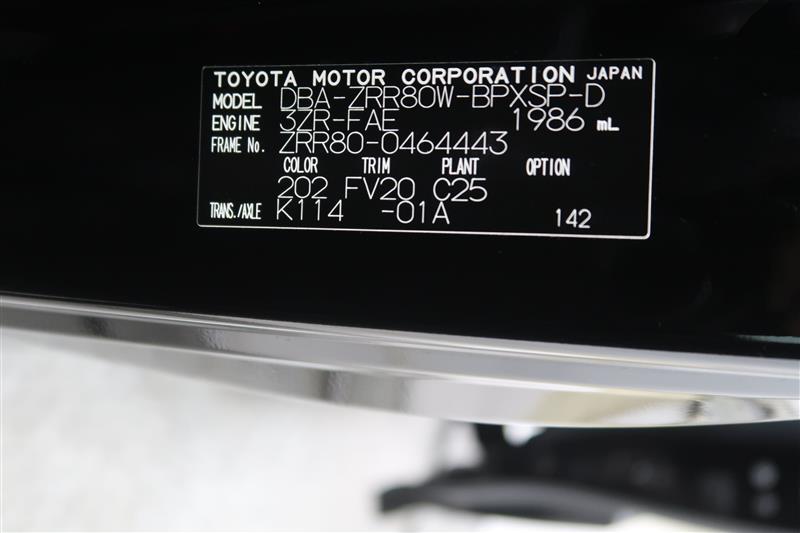 TOYOTA MOTOR CORPORATION JAPAN
MODEL DBA-ZRR80W-BPXSP-D
ENGINE 3ZR-FAE 1986 mL
FRAME No. ZRR80-0464443
COLOR TRIM PLANT OPTION
202 FV20 C25
TRANS./AXLE K114 -01A 142